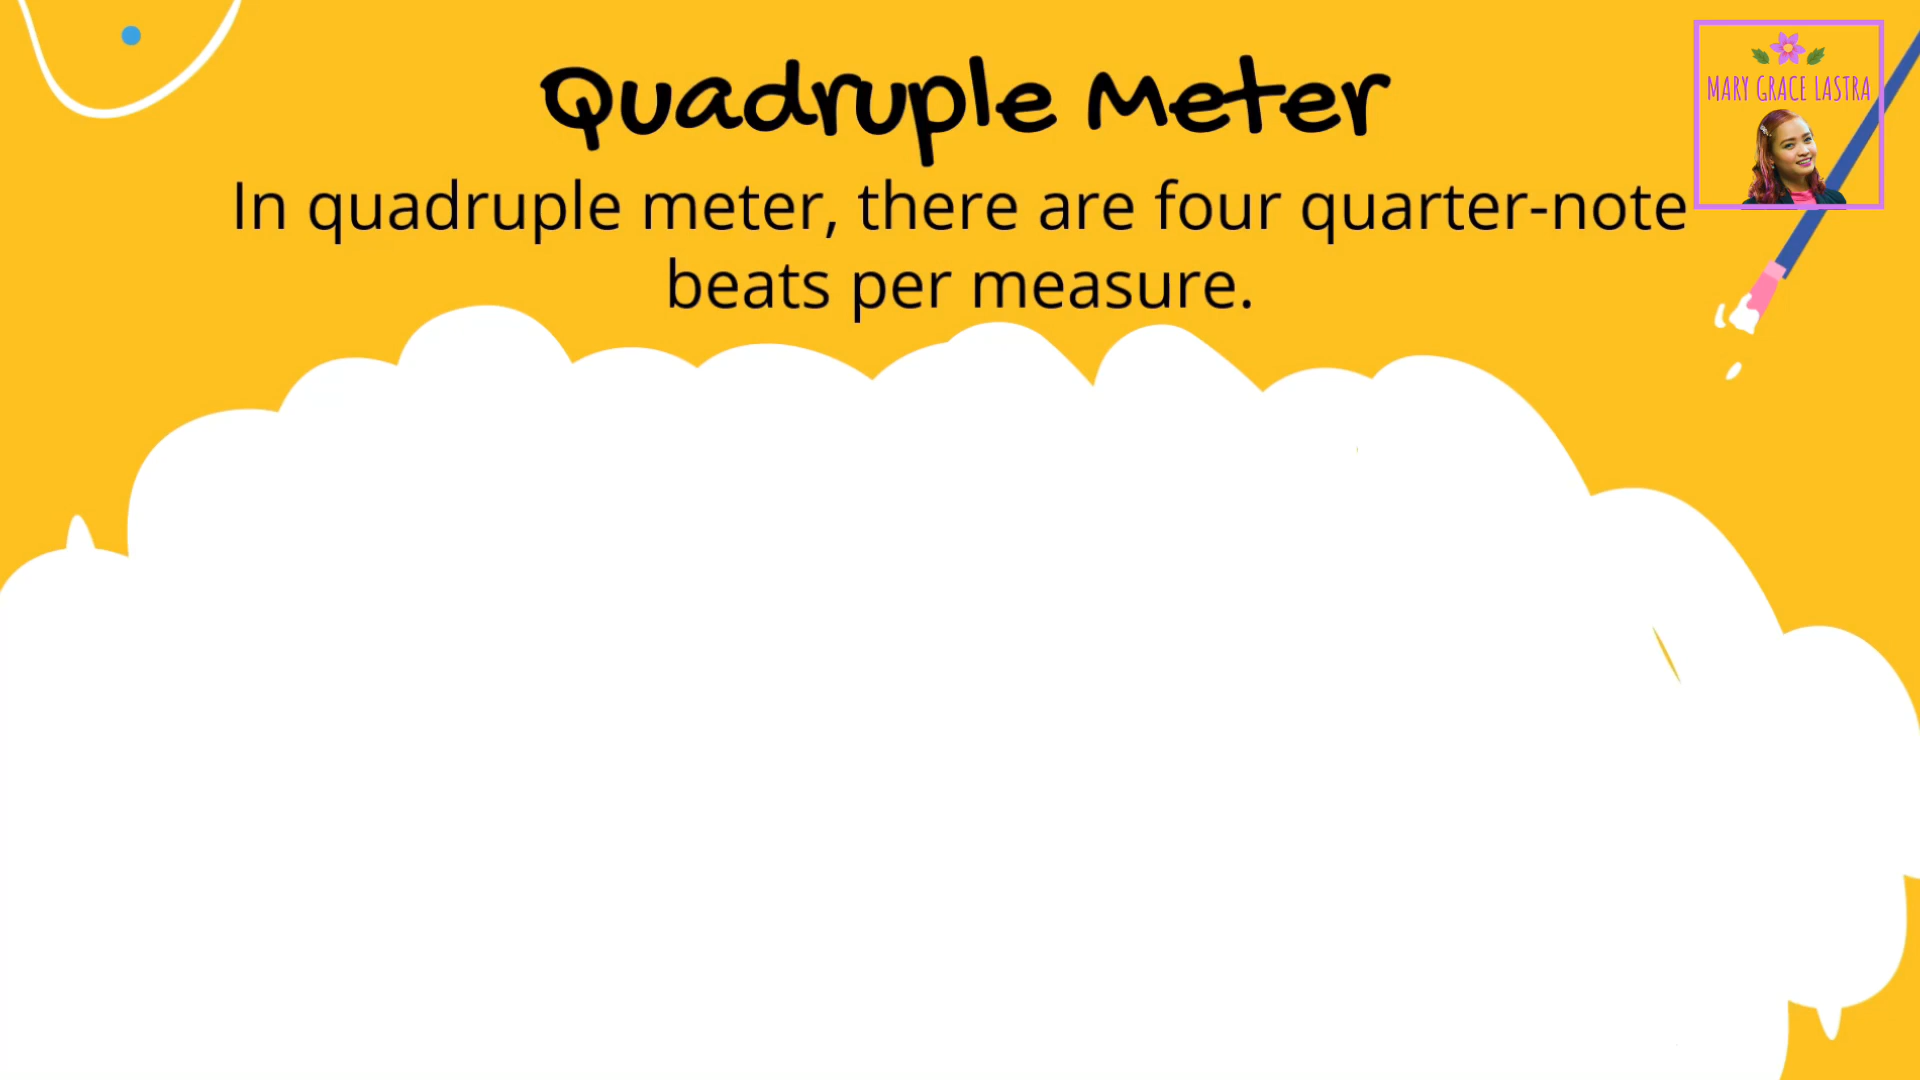 Quadruple Meter
MARY GRACE LASTRA
In quadruple meter, there are four quarter-note
beats per measure.